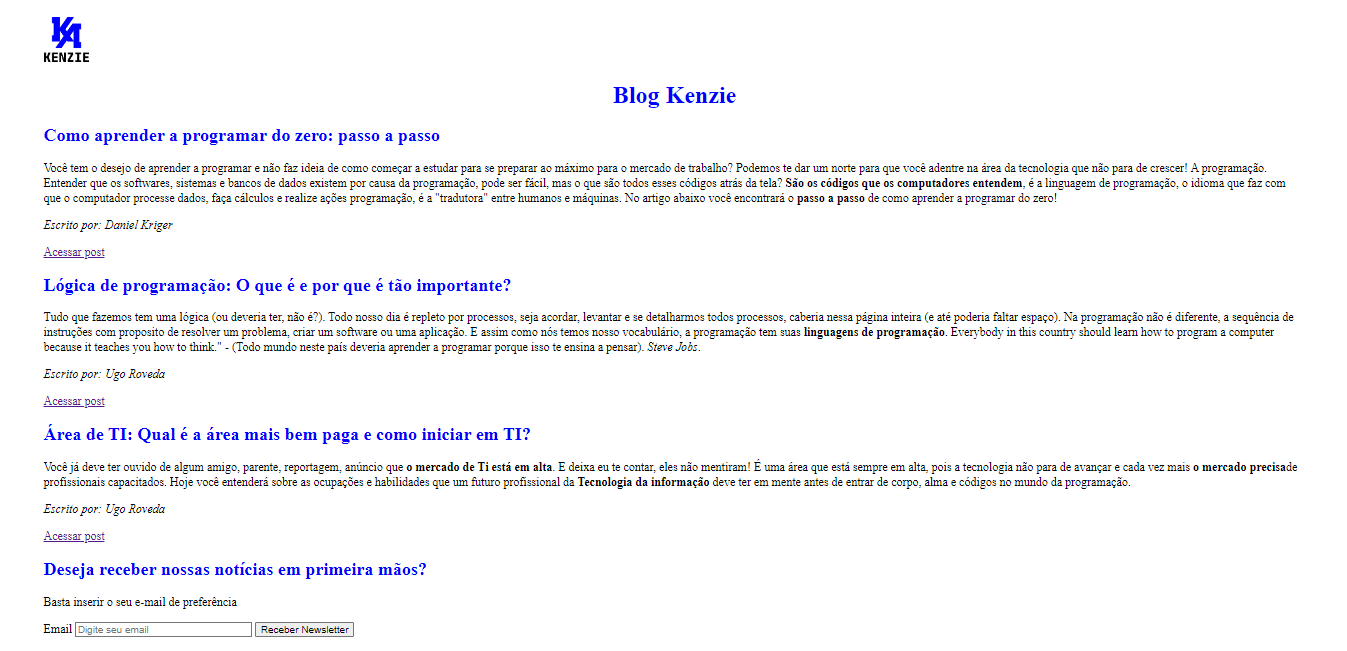 KA
KENZIE
Blog Kenzie
Como aprender a programar do zero: passo a passo
Você tem o desejo de aprender a programar e não faz ideia de como começar a estudar para se preparar ao máximo para o mercado de trabalho? Podemos te dar um norte para que você adentre na área da tecnologia que não para de crescer! A programação.
Entender que os softwares, sistemas e bancos de dados existem por causa da programação, pode ser fácil, mas o que são todos esses códigos atrás da tela? São os códigos que os computadores entendem, é a linguagem de programação, o idioma que faz com
que o computador processe dados, faça cálculos e realize ações programação, é a "tradutora" entre humanos e máquinas. No artigo abaixo você encontrará o passo a passo de como aprender a programar do zero!
Escrito por: Daniel Kriger
Acessar post
Lógica de programação: O que é e por que é tão importante?
Tudo que fazemos tem uma lógica (ou deveria ter, não é?). Todo nosso dia é repleto por processos, seja acordar, levantar e se detalharmos todos processos, caberia nessa página inteira (e até poderia faltar espaço). Na programação não é diferente, a sequência de
instruções com proposito de resolver um problema, criar um software ou uma aplicação. E assim como nós temos nosso vocabulário, a programação tem suas linguagens de programação. Everybody in this country should learn how to program a computer
because it teaches you how to think." - (Todo mundo neste país deveria aprender a programar porque isso te ensina a pensar). Steve Jobs.
Escrito por: Ugo Roveda
Acessar post
Área de TI: Qual é a área mais bem paga e como iniciar em TI?
Você já deve ter ouvido de algum amigo, parente, reportagem, anúncio que o mercado de Ti está em alta. E deixa eu te contar, eles não mentiram! É uma área que está sempre em alta, pois a tecnologia não para de avançar e cada vez mais o mercado precisade
profissionais capacitados. Hoje você entenderá sobre as ocupações e habilidades que um futuro profissional da Tecnologia da informação deve ter em mente antes de entrar de corpo, alma e códigos no mundo da programação.
Escrito por: Ugo Roveda
Acessar post
Deseja receber nossas notícias em primeira mãos?
Basta inserir o seu e-mail de preferência
Email Digite seu email Receber Newsletter